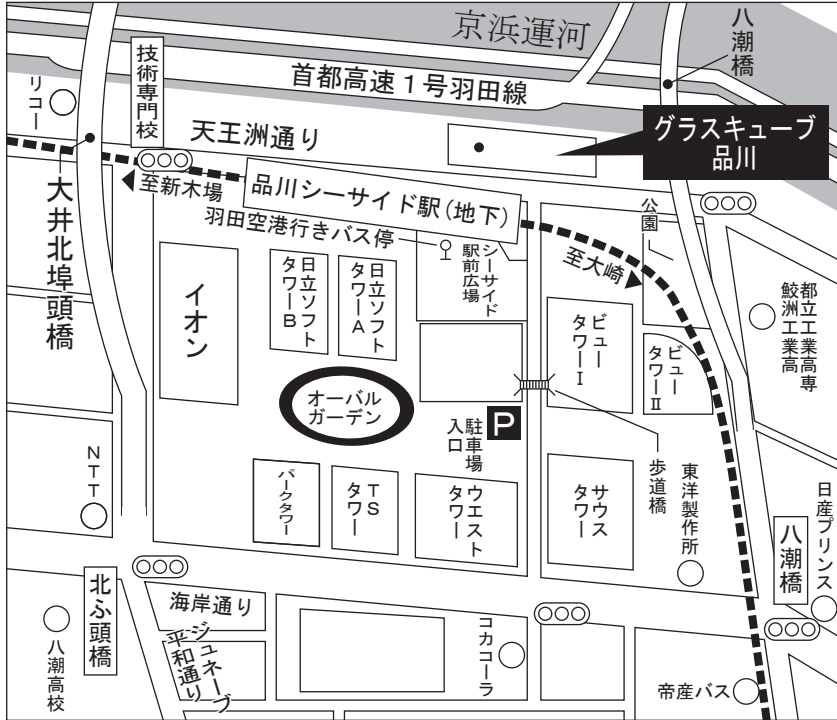 京浜運河
八潮橋
首都高速1号羽田線
技術専門校
リコー
天王洲通り
グラスキューブ
品川
大井北埠頭橋
至新木場
品川シーサイド駅(地下)
羽田空港行きバス停
公園
至大崎
シーサイド
駅前広場
イオン
日立ソフト
タワーB
日立ソフト
タワーA
ビュー
タワーI
ビュー
タワーII
都立工業高専
鮫洲工業高
オーバル
ガーデン
駐車場
入口
P
歩道橋
NTT
パークタワー
TS
タワー
ウエスト
タワー
サウス
タワー
東洋製作所
八潮橋
日産プリンス
北ふ頭橋
海岸通り
八潮高校
ジュネーブ
平和通り
コカコーラ
帝産バス